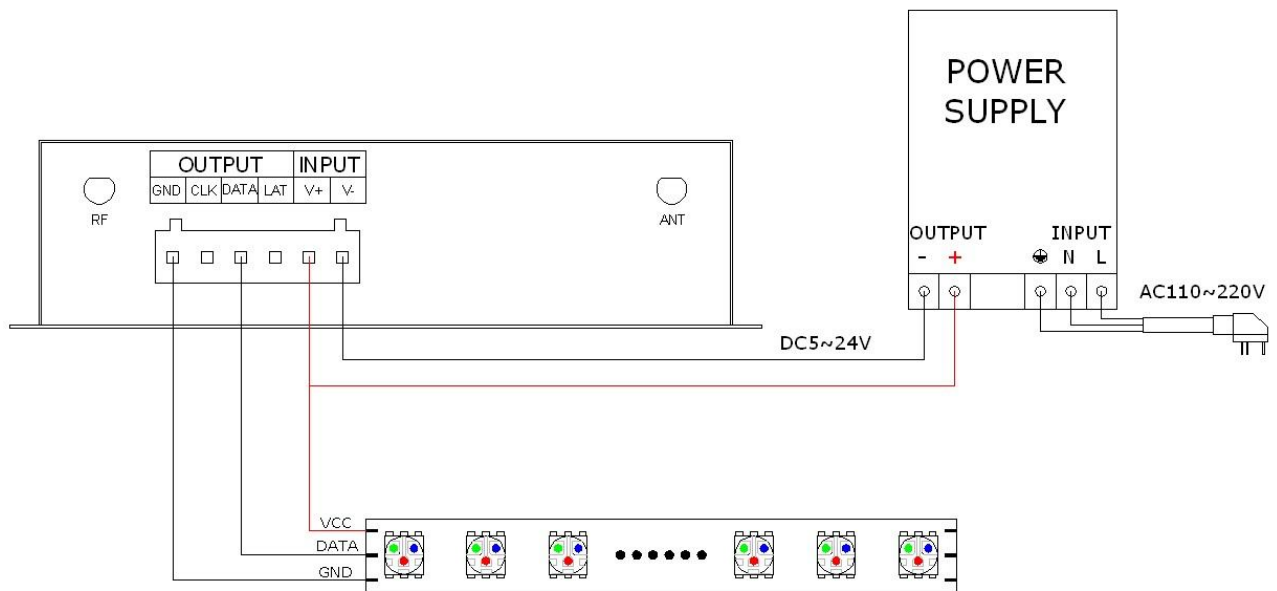 POWER
SUPPLY
OUTPUT INPUT
- + N L
AC110~220V
OUTPUT INPUT
GND CLK DATA LAT V+ V-
RF
ANT
DC5~24V
VCC
DATA
GND